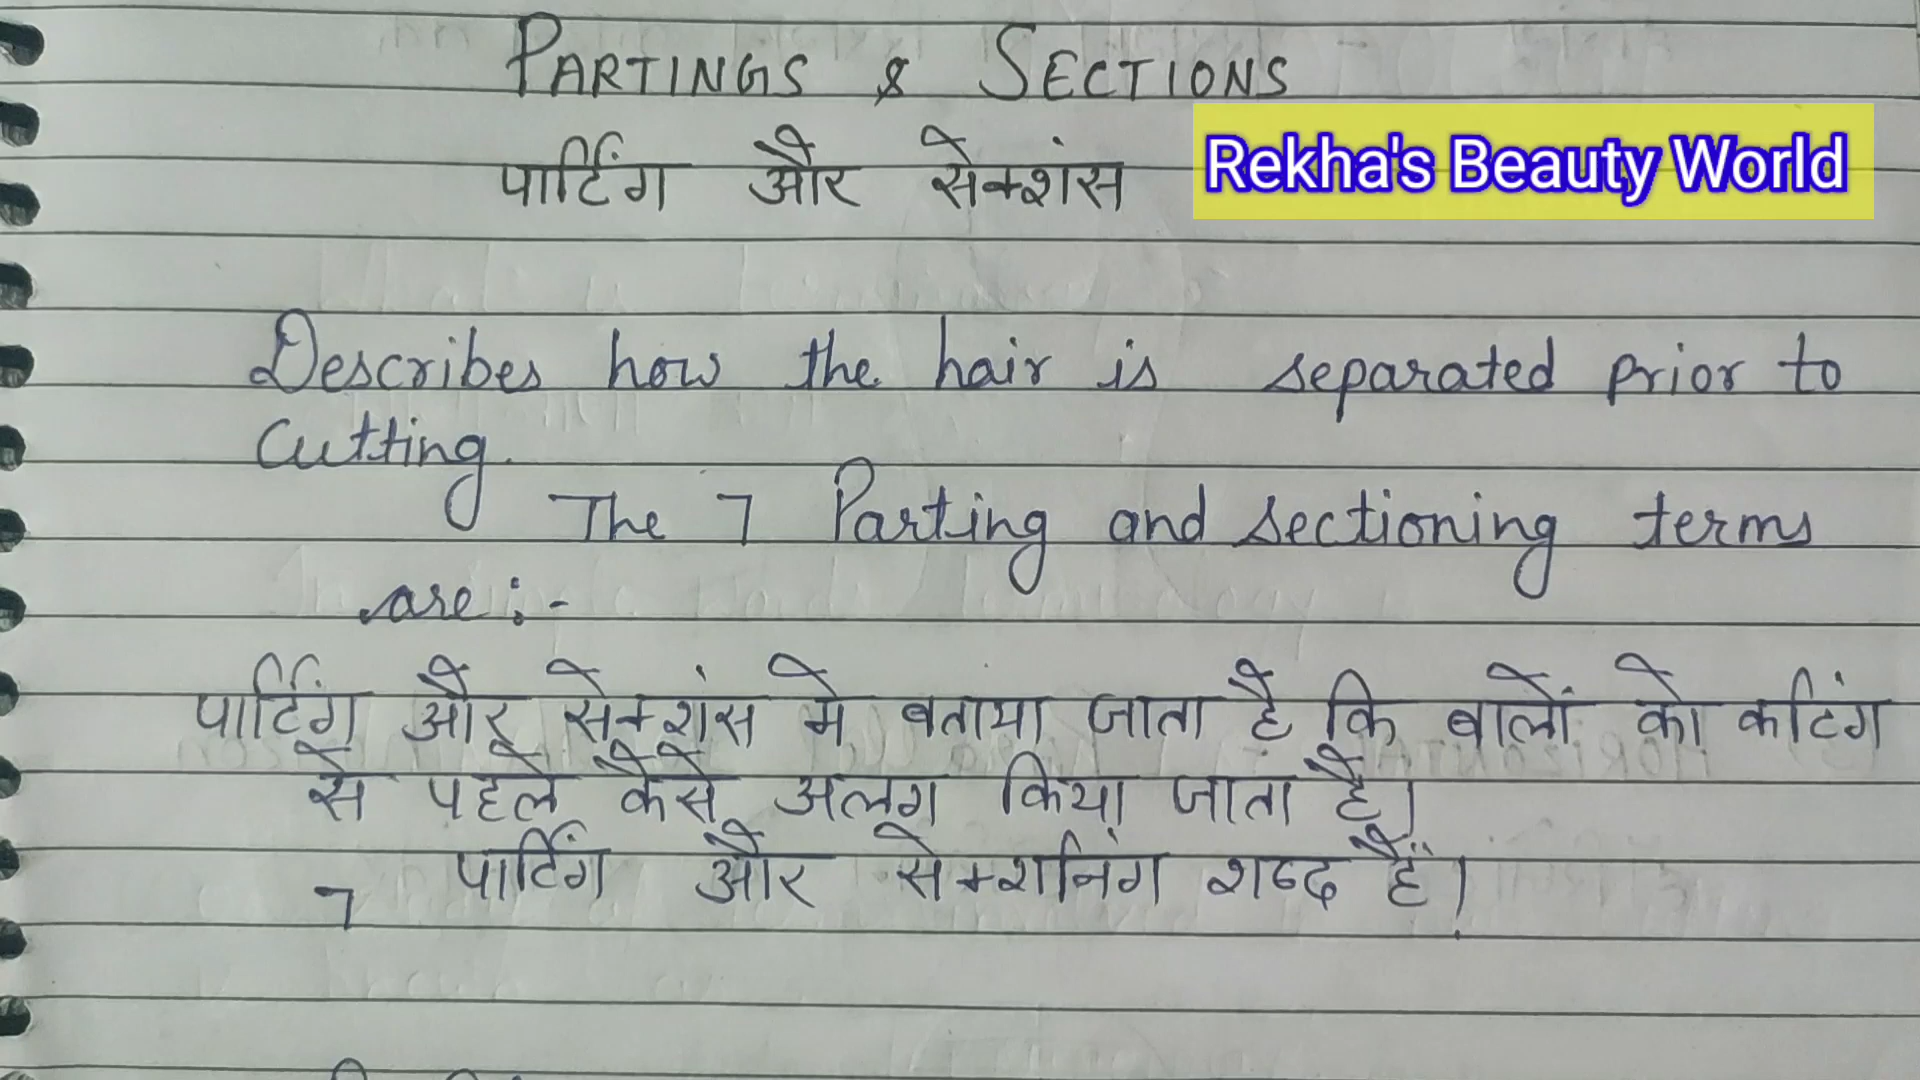 PARTINGS & SECTIONS
पार्टिंग और सेक्शंस
Rekha's Beauty World
Describes how the hair is separated prior to
Cutting.
The 7 Parting and sectioning terms
are :-
पार्टिंग और सेक्शंस मे बताया जाता है कि बालों को कटिंग
से पहले कैसे अलग किया जाता है।
7 पार्टिंग और सेक्शनिंग शब्द हैं।